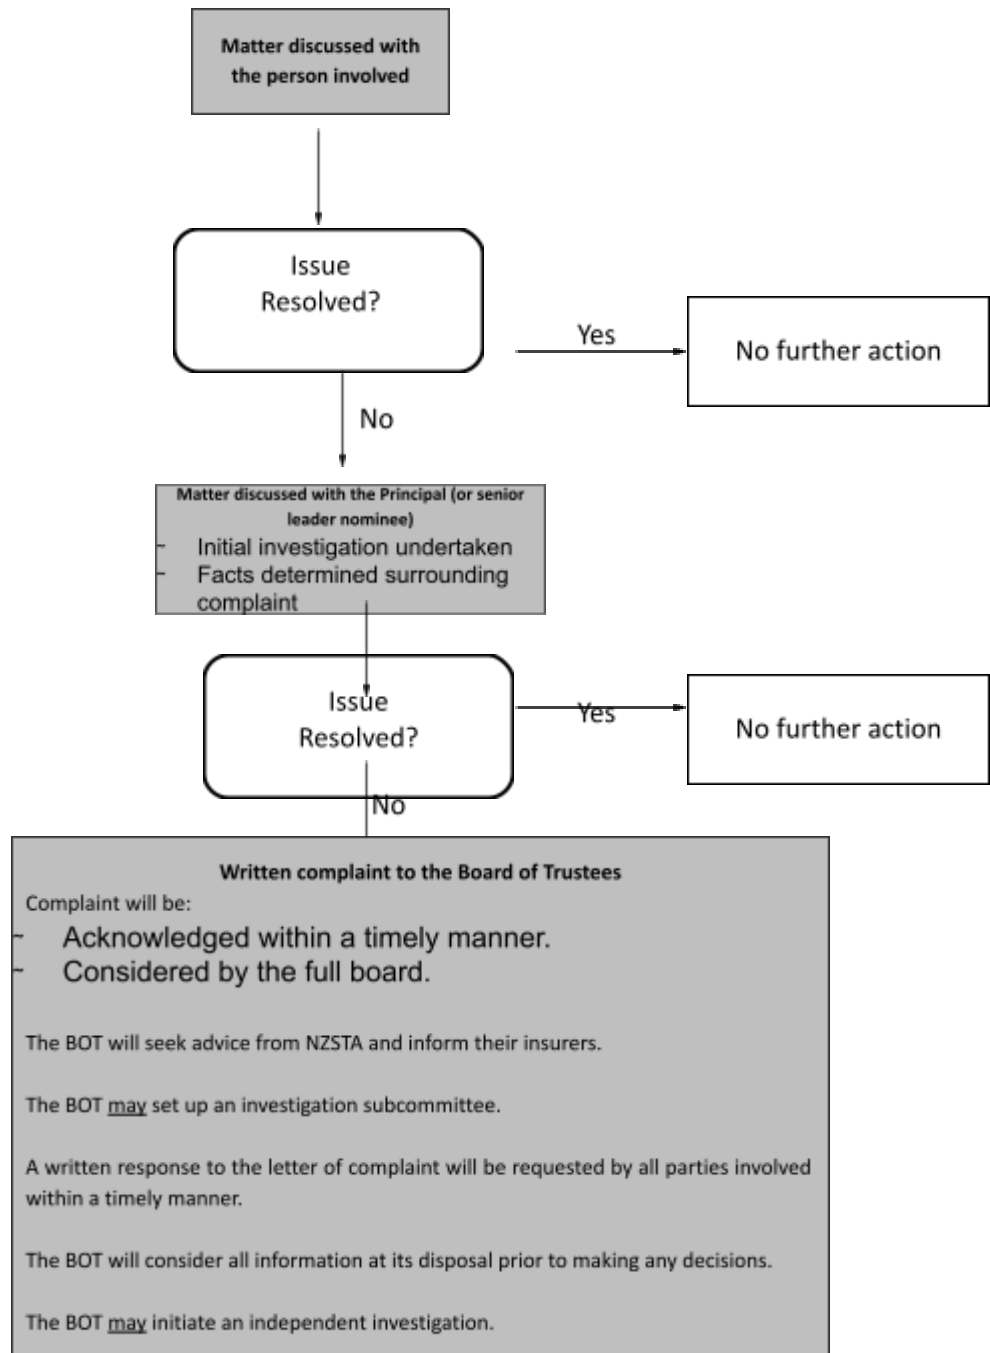 Matter discussed with
the person involved
Issue
Resolved?
Yes
No further action
No
Matter discussed with the Principal (or senior
leader nominee)
~ Initial investigation undertaken
~ Facts determined surrounding
complaint
Issue
Resolved?
Yes
No further action
No
Written complaint to the Board of Trustees
Complaint will be:
~ Acknowledged within a timely manner.
~ Considered by the full board.
The BOT will seek advice from NZSTA and inform their insurers.
The BOT may set up an investigation subcommittee.
A written response to the letter of complaint will be requested by all parties involved
within a timely manner.
The BOT will consider all information at its disposal prior to making any decisions.
The BOT may initiate an independent investigation.